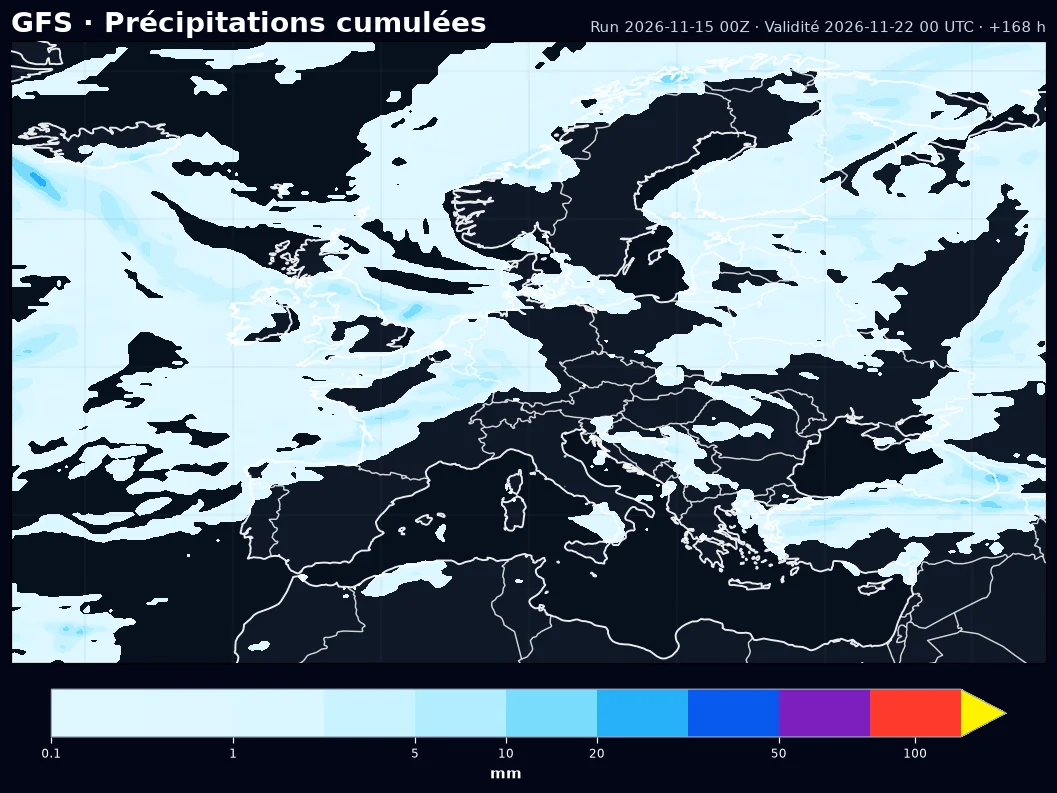 GFS · Précipitations cumulées
Run 2026-11-15 00Z · Validité 2026-11-22 00 UTC · +168 h
0.1 1 5 10 20 50 100
mm